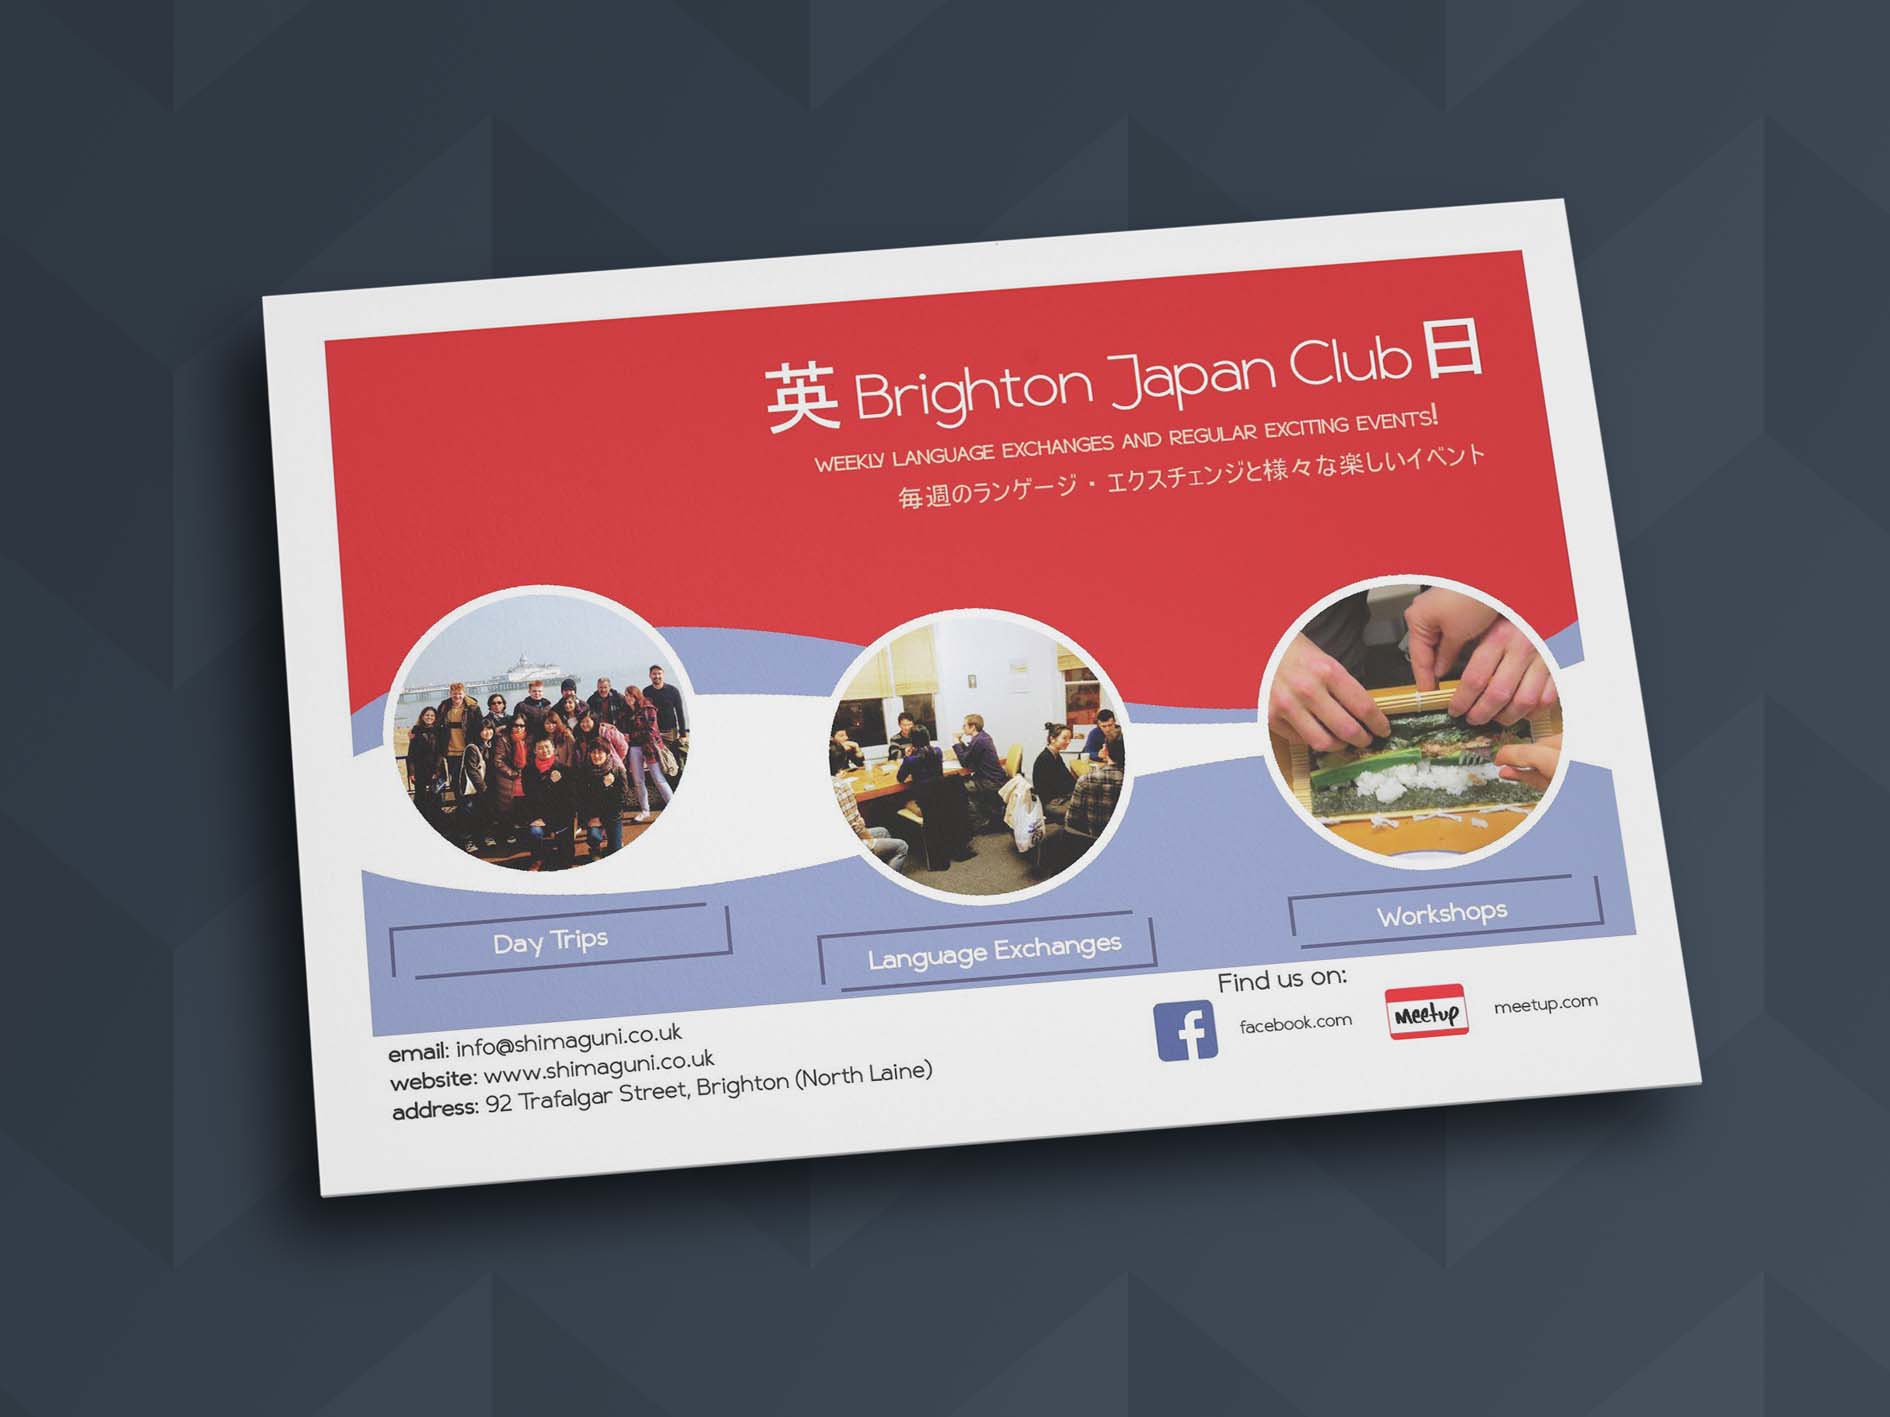 英 Brighton Japan Club 日
WEEKLY LANGUAGE EXCHANGES AND REGULAR EXCITING EVENTS!
毎週のランゲージ・エクスチェンジと様々な楽しいイベント
Day Trips
Language Exchanges
Workshops
email: info@shimaguni.co.uk
website: www.shimaguni.co.uk
address: 92 Trafalgar Street, Brighton (North Laine)
Find us on:
f facebook.com
meetup meetup.com